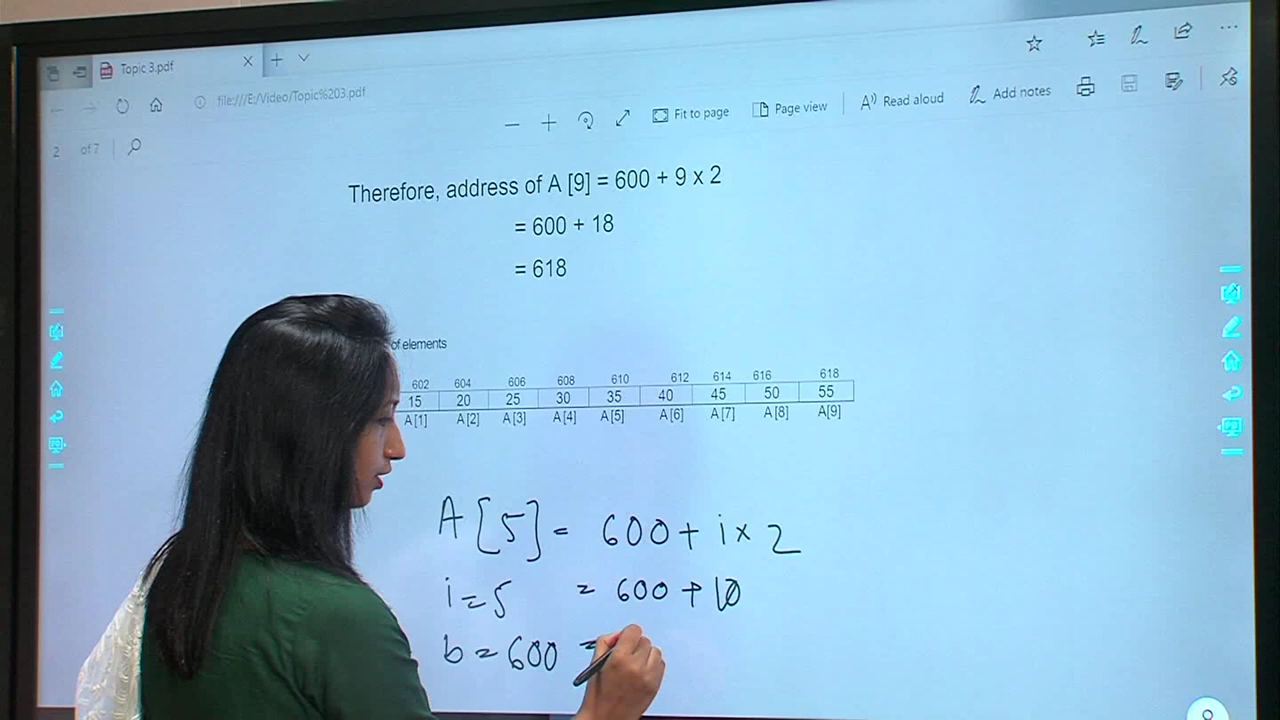 Topic 3.pdf
file:///E:/Video/Topic%203.pdf
Fit to page
Page view
Read aloud
Add notes
2 of 7
Therefore, address of A [9] = 600 + 9 x 2
= 600 + 18
= 618
of elements
602 604 606 608 610 612 614 616 618
15 20 25 30 35 40 45 50 55
A [1] A [2] A [3] A [4] A [5] A [6] A [7] A [8] A[9]
A [5] = 600 + i x 2
i = 5 = 600 + 10
b = 600 =